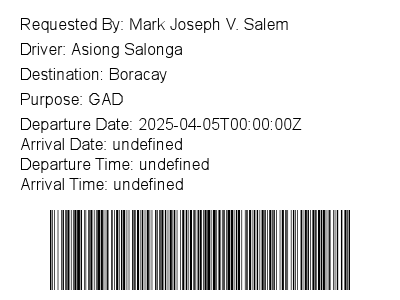 Requested By: Mark Joseph V. Salem
Driver: Asiong Salonga
Destination: Boracay
Purpose: GAD
Departure Date: 2025-04-05T00:00:00Z
Arrival Date: undefined
Departure Time: undefined
Arrival Time: undefined